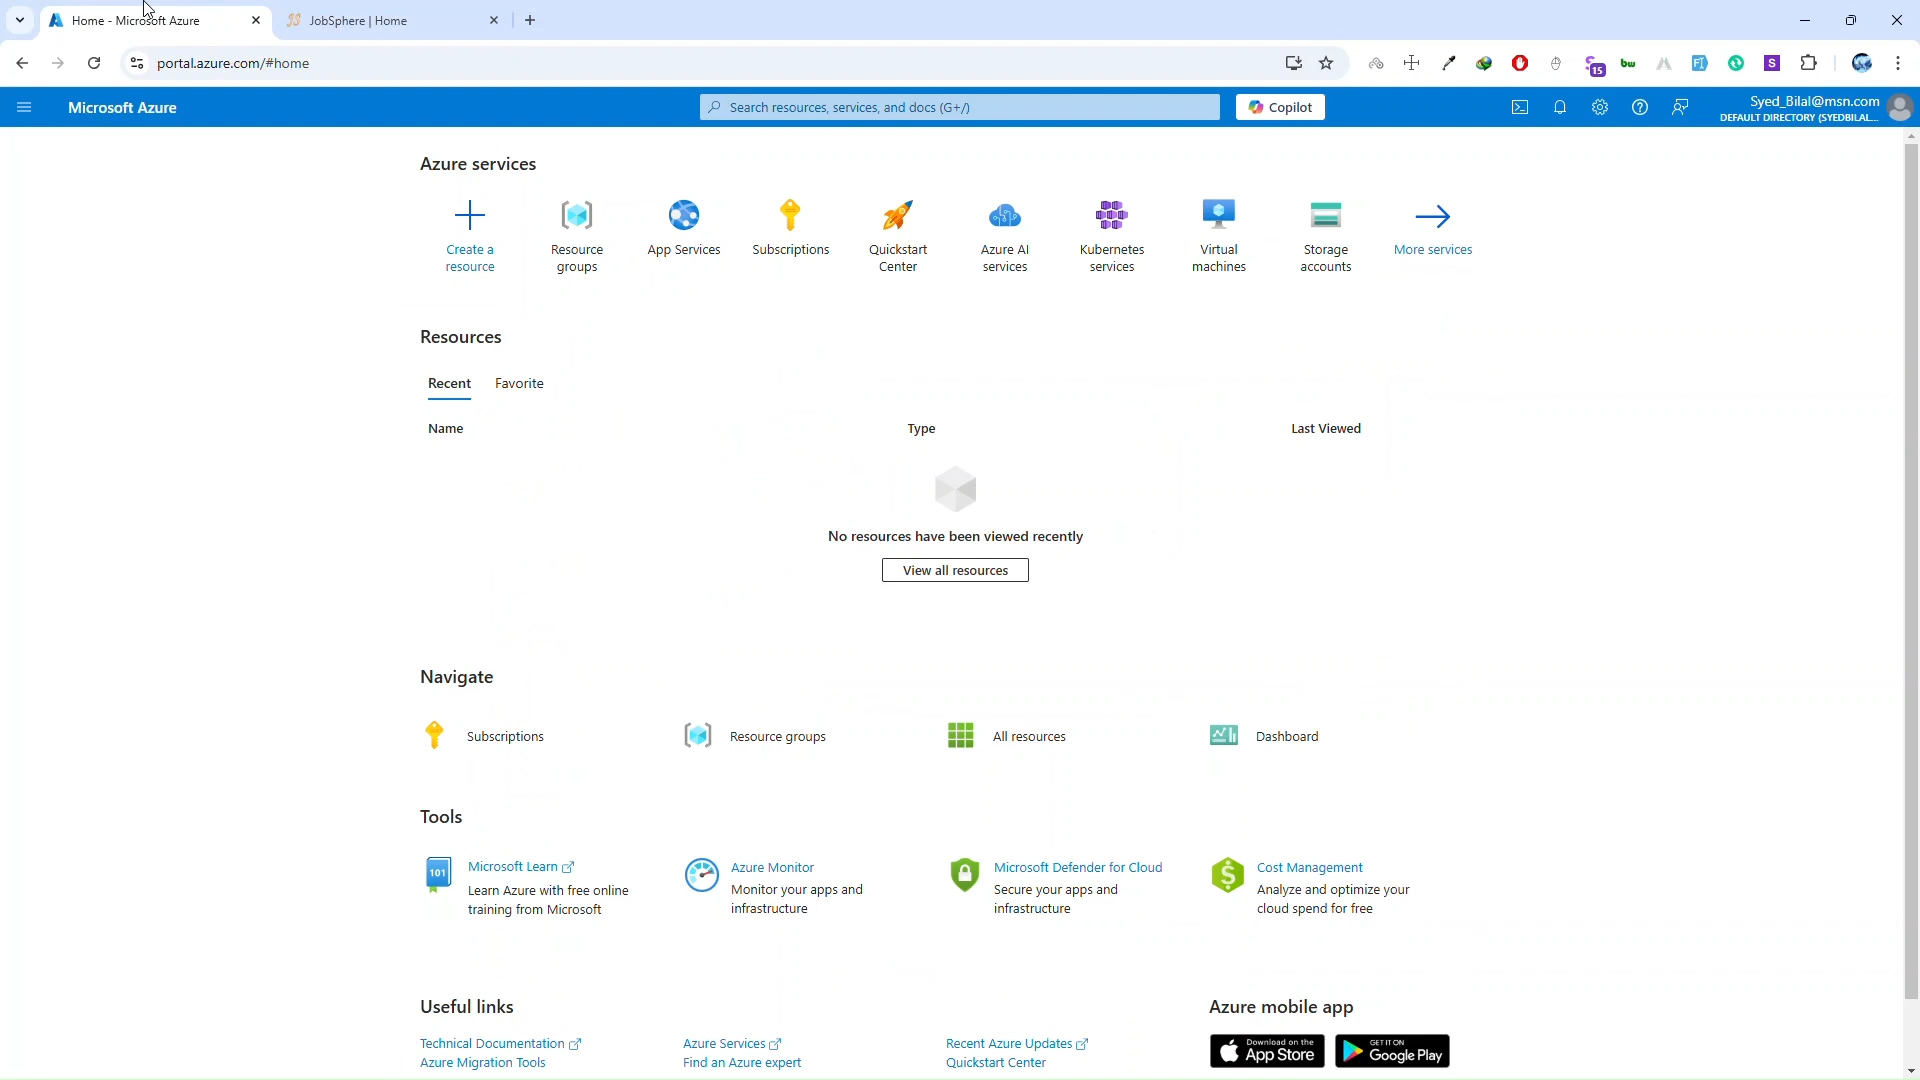 Home - Microsoft Azure
JobSphere | Home
portal.azure.com/#home
15
bw
S
Microsoft Azure
Search resources, services, and docs (G+/)
Copilot
Syed_Bilal@msn.com
DEFAULT DIRECTORY (SYEDBILAL...
Azure services
Create a resource
Resource groups
App Services
Subscriptions
Quickstart Center
Azure AI services
Kubernetes services
Virtual machines
Storage accounts
More services
Resources
Recent
Favorite
Name
Type
Last Viewed
No resources have been viewed recently
View all resources
Navigate
Subscriptions
Resource groups
All resources
Dashboard
Tools
101
Microsoft Learn
Learn Azure with free online
training from Microsoft
Azure Monitor
Monitor your apps and
infrastructure
Microsoft Defender for Cloud
Secure your apps and
infrastructure
Cost Management
Analyze and optimize your
cloud spend for free
Useful links
Technical Documentation
Azure Migration Tools
Azure Services
Find an Azure expert
Recent Azure Updates
Quickstart Center
Azure mobile app
Download on the
App Store
GET IT ON
Google Play